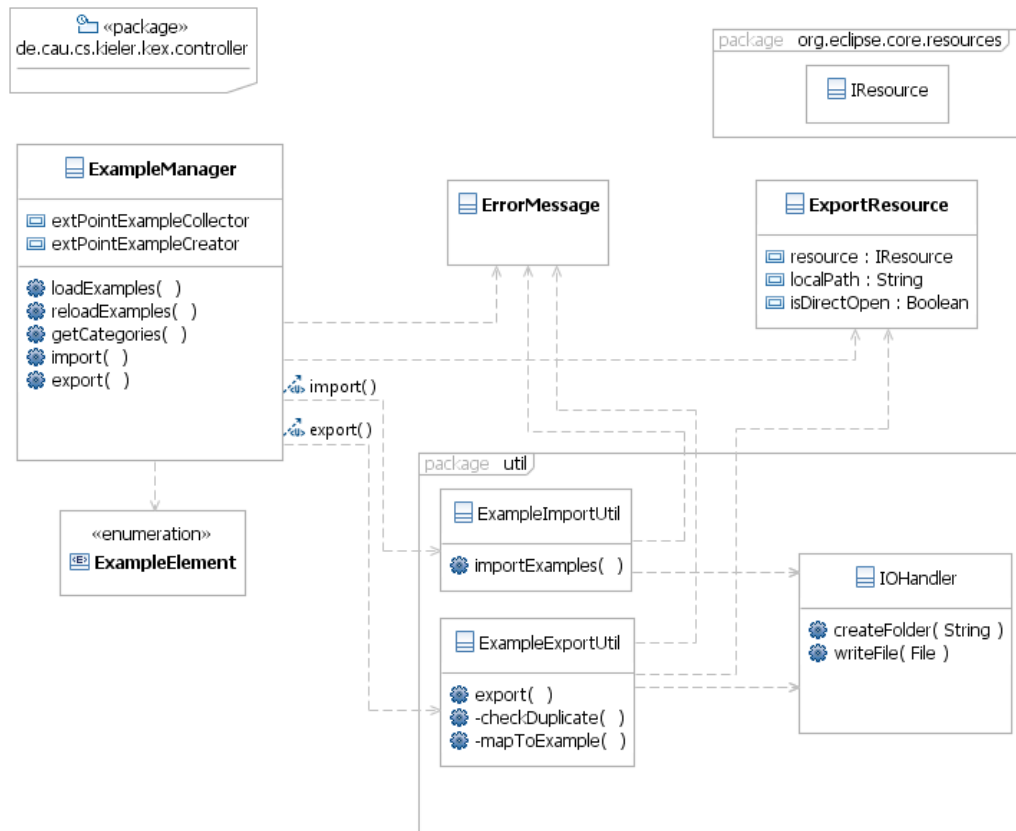 «package»
de.cau.cs.kieler.kex.controller
package org.eclipse.core.resources
IResource
ExampleManager
extPointExampleCollector
extPointExampleCreator
loadExamples( )
reloadExamples( )
getCategories( )
import( )
export( )
ErrorMessage
ExportResource
resource : IResource
localPath : String
isDirectOpen : Boolean
import()
export()
«enumeration»
<E> ExampleElement
package util
ExampleImportUtil
importExamples( )
ExampleExportUtil
export( )
-checkDuplicate( )
-mapToExample( )
IOHandler
createFolder( String )
writeFile( File )